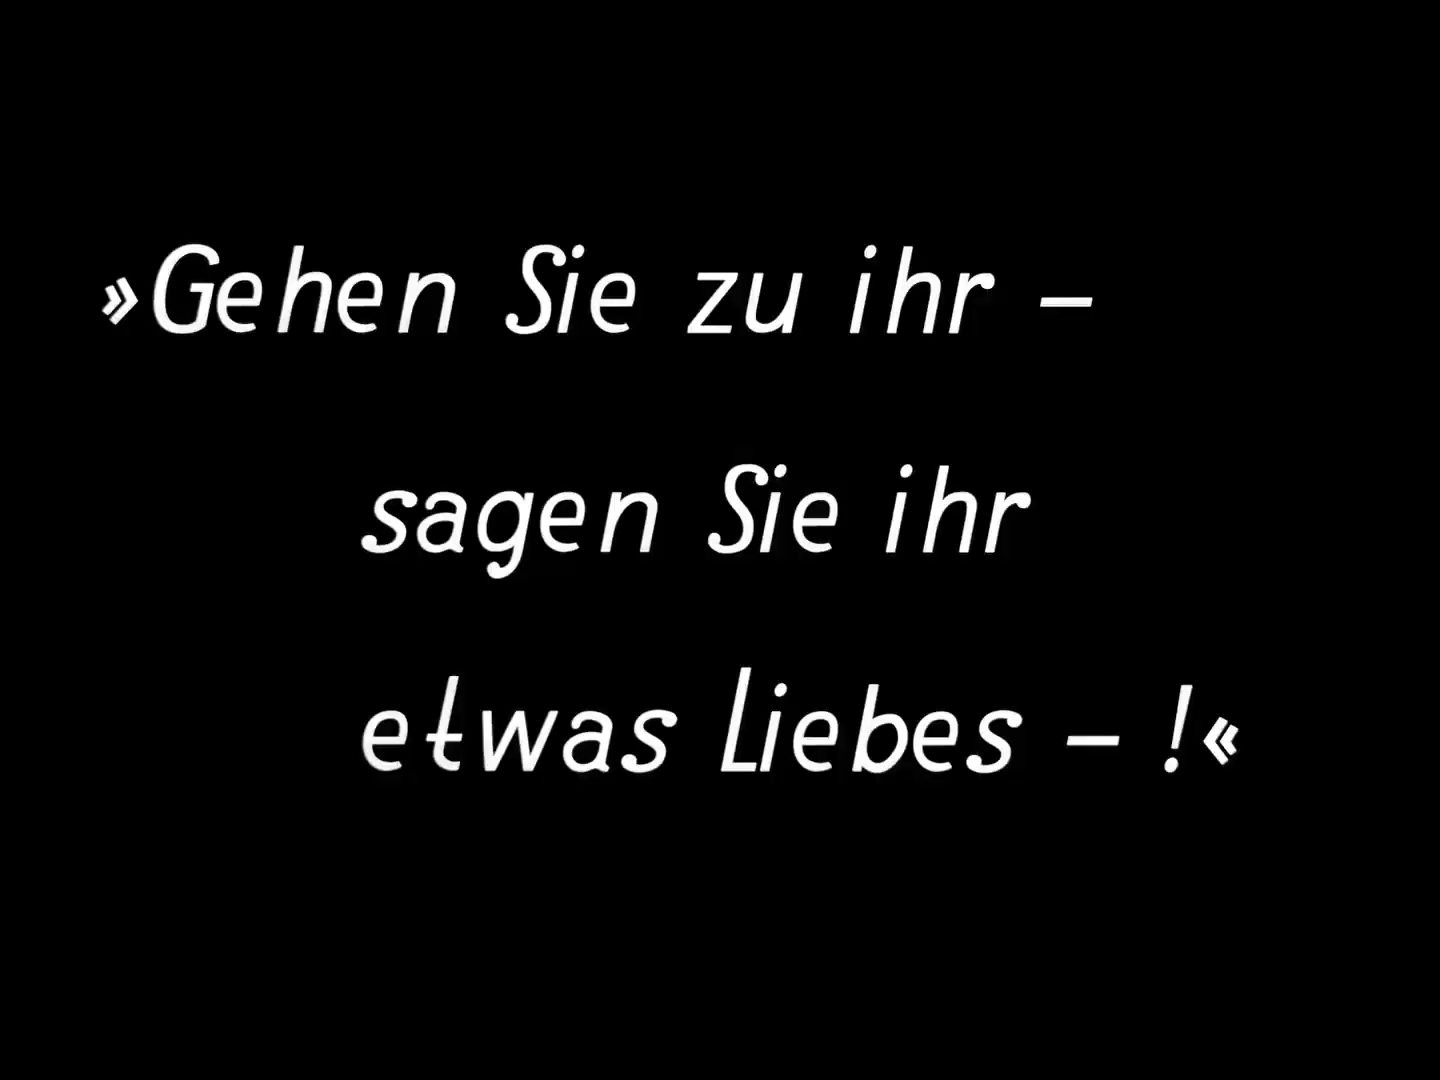 »Gehen Sie zu ihr –
sagen Sie ihr
etwas Liebes – !«